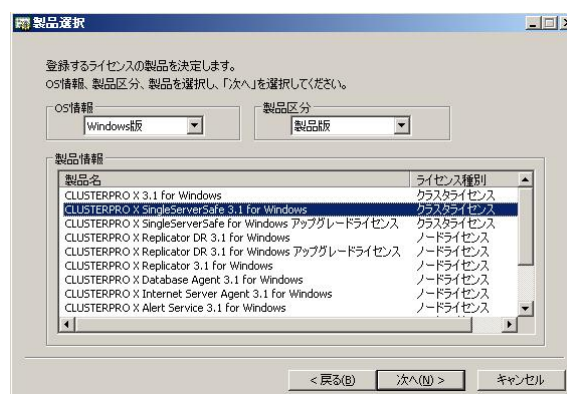 製品選択
登録するライセンスの製品を決定します。
OS情報、製品区分、製品を選択し、「次へ」を選択してください。
OS情報 製品区分
Windows版 製品版
製品情報
製品名 ライセンス種別
CLUSTERPRO X 3.1 for Windows クラスタライセンス
CLUSTERPRO X SingleServerSafe 3.1 for Windows クラスタライセンス
CLUSTERPRO X SingleServerSafe for Windows アップグレードライセンス クラスタライセンス
CLUSTERPRO X Replicator DR 3.1 for Windows ノードライセンス
CLUSTERPRO X Replicator DR 3.1 for Windows アップグレードライセンス ノードライセンス
CLUSTERPRO X Replicator 3.1 for Windows ノードライセンス
CLUSTERPRO X Database Agent 3.1 for Windows ノードライセンス
CLUSTERPRO X Internet Server Agent 3.1 for Windows ノードライセンス
CLUSTERPRO X Alert Service 3.1 for Windows ノードライセンス
< 戻る(B) 次へ(N) > キャンセル